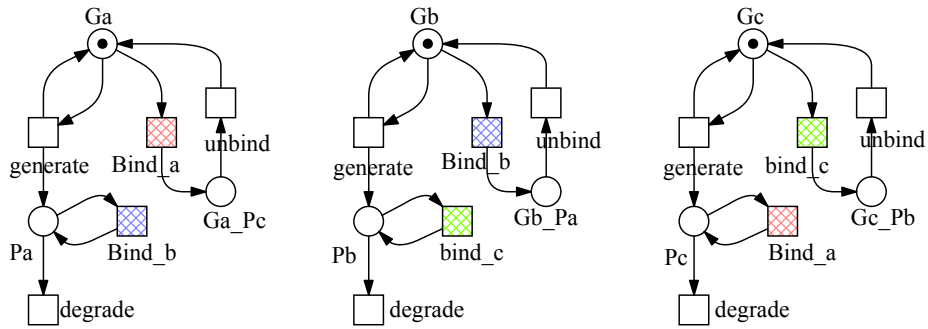 Ga
Gb
Gc
generate
Bind_a
unbind
generate
Bind_b
unbind
generate
bind_c
unbind
Ga_Pc
Gb_Pa
Gc_Pb
Pa
Bind_b
Pb
bind_c
Pc
Bind_a
degrade
degrade
degrade